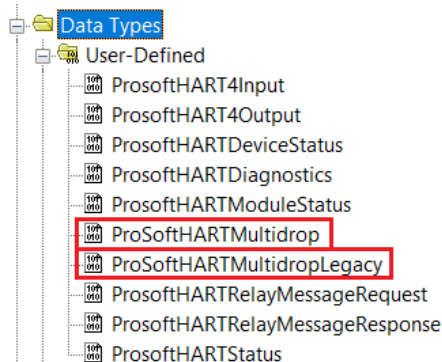 Data Types
User-Defined
ProsoftHART4Input
ProsoftHART4Output
ProsoftHARTDeviceStatus
ProsoftHARTDiagnostics
ProsoftHARTModuleStatus
ProSoftHARTMultidrop
ProSoftHARTMultidropLegacy
ProsoftHARTRelayMessageRequest
ProsoftHARTRelayMessageResponse
ProsoftHARTStatus